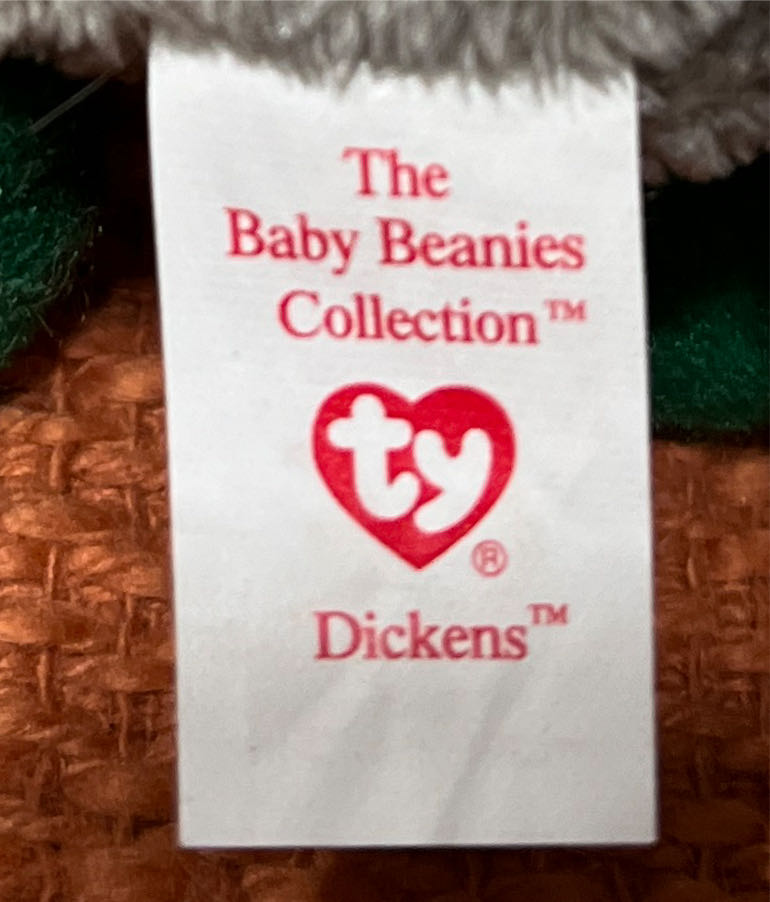 The
Baby Beanies
Collection™
ty
®
Dickens™